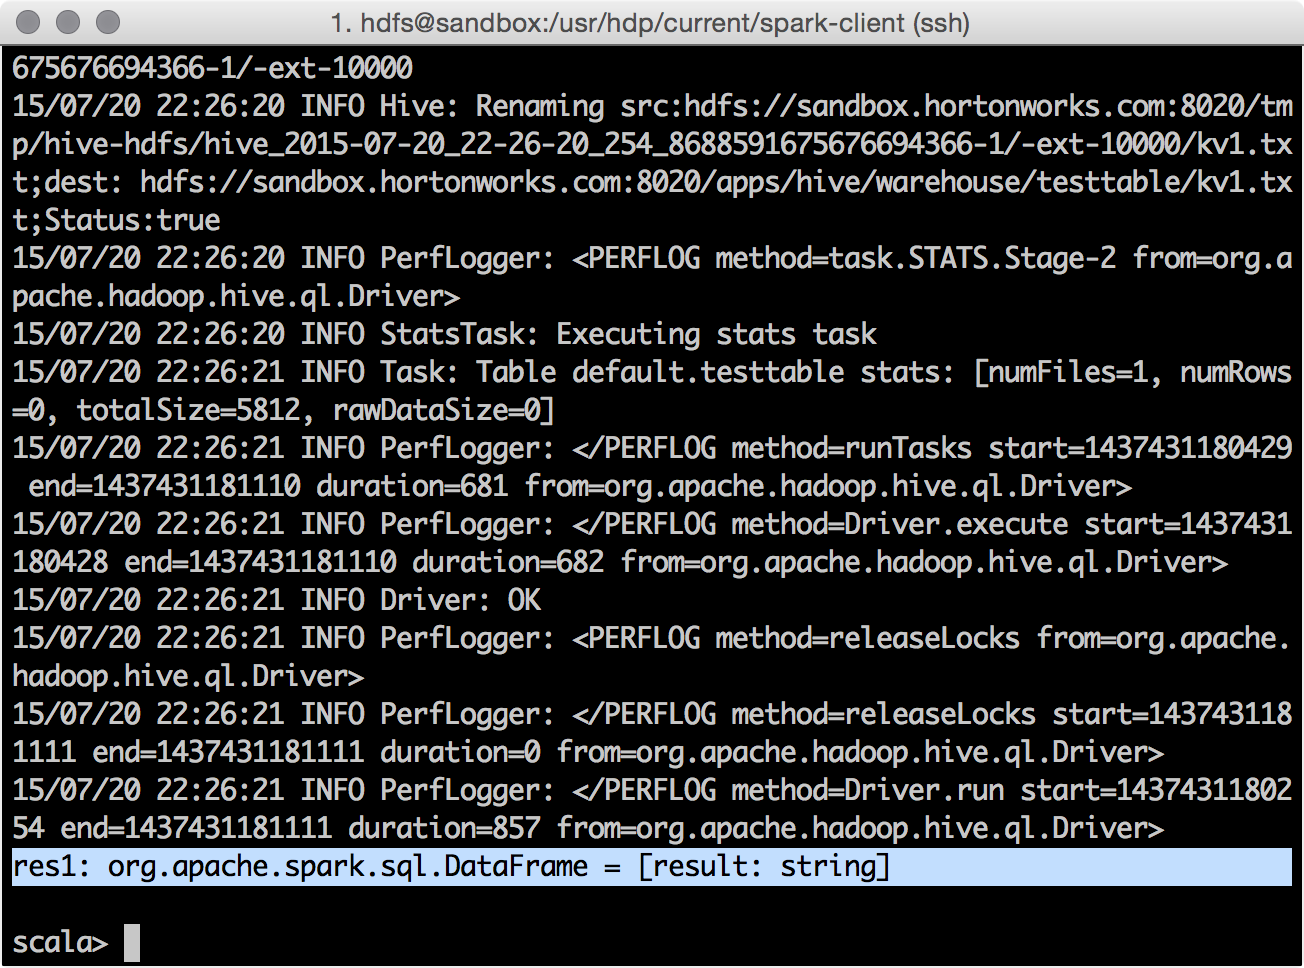 1. hdfs@sandbox:/usr/hdp/current/spark-client (ssh)
675676694366-1/-ext-10000
15/07/20 22:26:20 INFO Hive: Renaming src:hdfs://sandbox.hortonworks.com:8020/tm
p/hive-hdfs/hive_2015-07-20_22-26-20_254_8688591675676694366-1/-ext-10000/kv1.tx
t;dest: hdfs://sandbox.hortonworks.com:8020/apps/hive/warehouse/testtable/kv1.tx
t;Status:true
15/07/20 22:26:20 INFO PerfLogger: <PERFLOG method=task.STATS.Stage-2 from=org.a
pache.hadoop.hive.ql.Driver>
15/07/20 22:26:20 INFO StatsTask: Executing stats task
15/07/20 22:26:21 INFO Task: Table default.testtable stats: [numFiles=1, numRows
=0, totalSize=5812, rawDataSize=0]
15/07/20 22:26:21 INFO PerfLogger: </PERFLOG method=runTasks start=1437431180429
 end=1437431181110 duration=681 from=org.apache.hadoop.hive.ql.Driver>
15/07/20 22:26:21 INFO PerfLogger: </PERFLOG method=Driver.execute start=1437431
180428 end=1437431181110 duration=682 from=org.apache.hadoop.hive.ql.Driver>
15/07/20 22:26:21 INFO Driver: OK
15/07/20 22:26:21 INFO PerfLogger: <PERFLOG method=releaseLocks from=org.apache.
hadoop.hive.ql.Driver>
15/07/20 22:26:21 INFO PerfLogger: </PERFLOG method=releaseLocks start=143743118
1111 end=1437431181111 duration=0 from=org.apache.hadoop.hive.ql.Driver>
15/07/20 22:26:21 INFO PerfLogger: </PERFLOG method=Driver.run start=14374311802
54 end=1437431181111 duration=857 from=org.apache.hadoop.hive.ql.Driver>
res1: org.apache.spark.sql.DataFrame = [result: string]
scala>